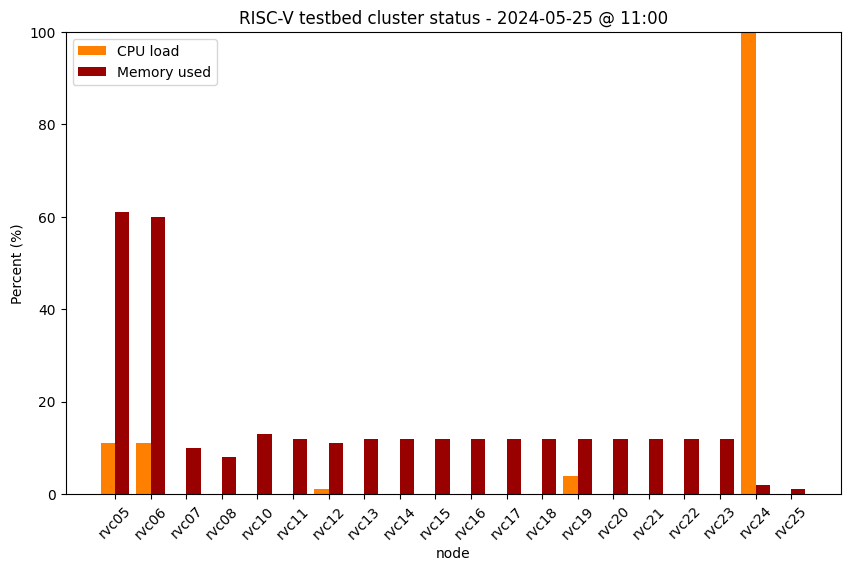 RISC-V testbed cluster status - 2024-05-25 @ 11:00
CPU load
Memory used
Percent (%)
100
80
60
40
20
0
rvc05 rvc06 rvc07 rvc08 rvc10 rvc11 rvc12 rvc13 rvc14 rvc15 rvc16 rvc17 rvc18 rvc19 rvc20 rvc21 rvc22 rvc23 rvc24 rvc25
node